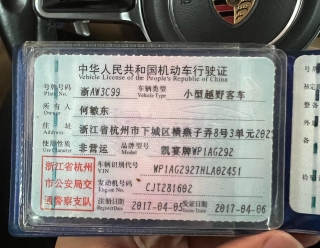 中华人民共和国机动车行驶证
Vehicle License of the People's Republic of China
号牌号码 浙AW3C99 车辆类型 小型越野客车
Plate No. Vehicle Type
所有人 何敏东
Owner
住址 浙江省杭州市下城区横燕子弄8号3单元202
Address
使用性质 非营运 品牌型号 凯宴牌WP1AG292
Use Character Model
浙江省杭州市公安局交通警察支队
车辆识别代号 WP1AG2927HLA02451
VIN
发动机号码 CJT281602
Engine No.
注册日期 2017-04-05 发证日期 2017-04-06
Register Date Issue Date